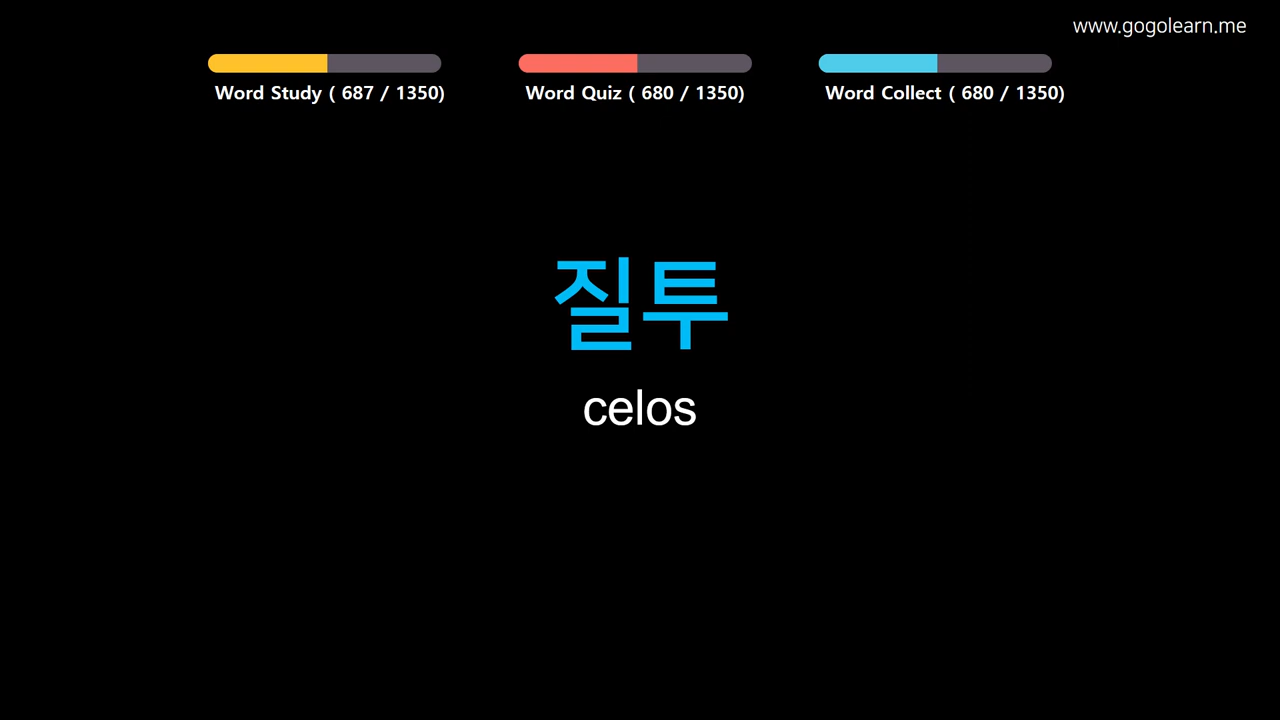 www.gogolearn.me
Word Study ( 687 / 1350)
Word Quiz ( 680 / 1350)
Word Collect ( 680 / 1350)
질투
celos